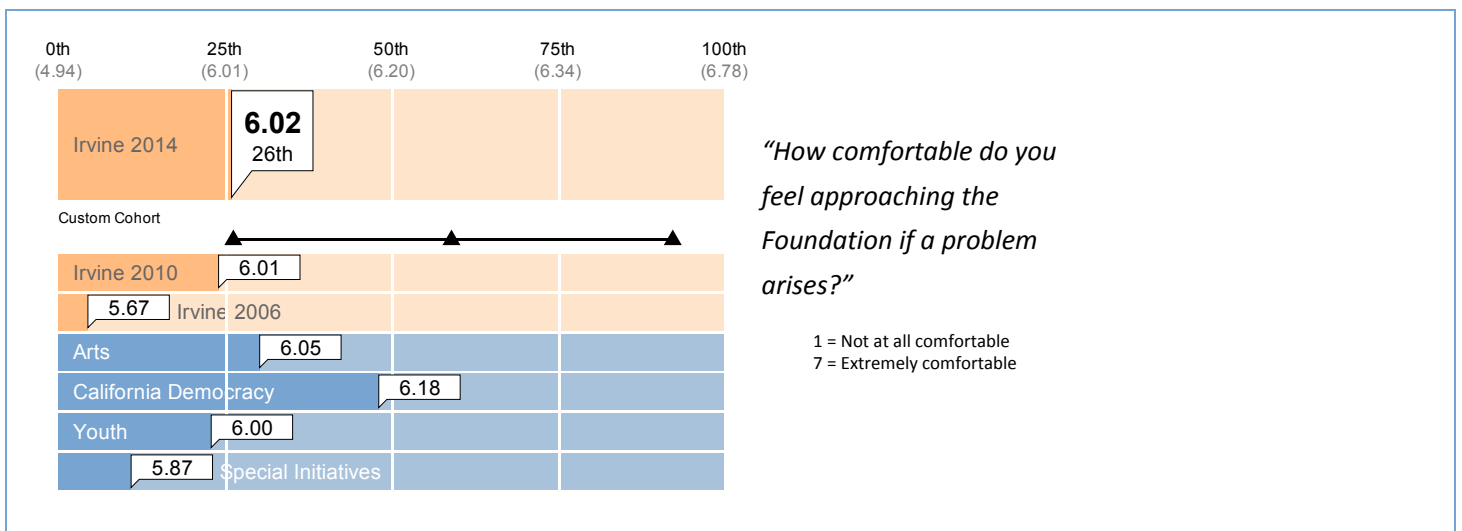 0th 25th 50th 75th 100th
(4.94) (6.01) (6.20) (6.34) (6.78)
Irvine 2014
6.02
26th
Custom Cohort
Irvine 2010 6.01
5.67 Irvine 2006
Arts 6.05
California Democracy 6.18
Youth 6.00
5.87 Special Initiatives
“How comfortable do you
feel approaching the
Foundation if a problem
arises?”
1 = Not at all comfortable
7 = Extremely comfortable